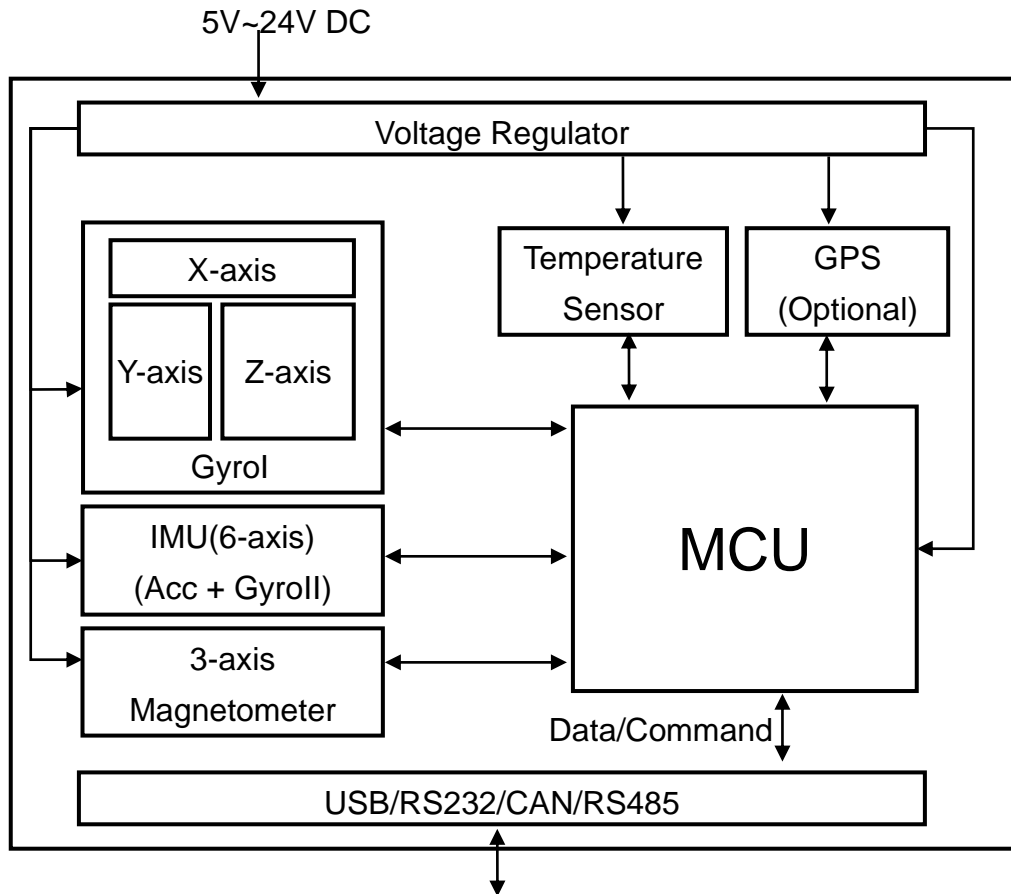 5V~24V DC
Voltage Regulator
X-axis
Y-axis
Z-axis
GyroI
Temperature
Sensor
GPS
(Optional)
IMU(6-axis)
(Acc + GyroII)
MCU
3-axis
Magnetometer
Data/Command
USB/RS232/CAN/RS485